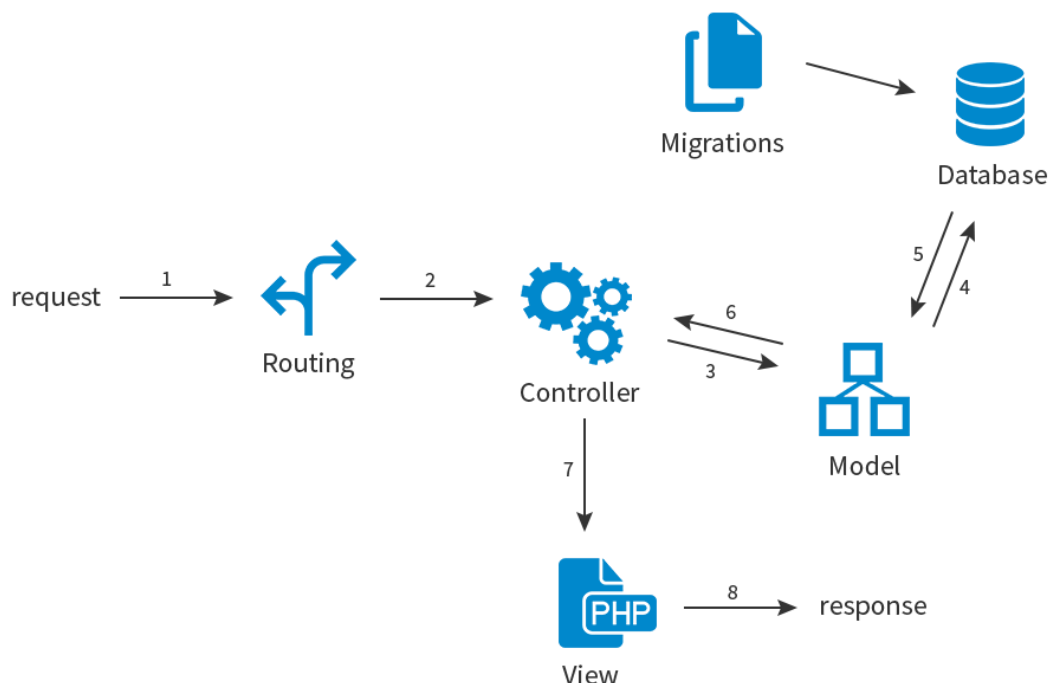 Migrations
Database
request
1
Routing
2
Controller
6
3
5
4
Model
7
PHP
View
8
response